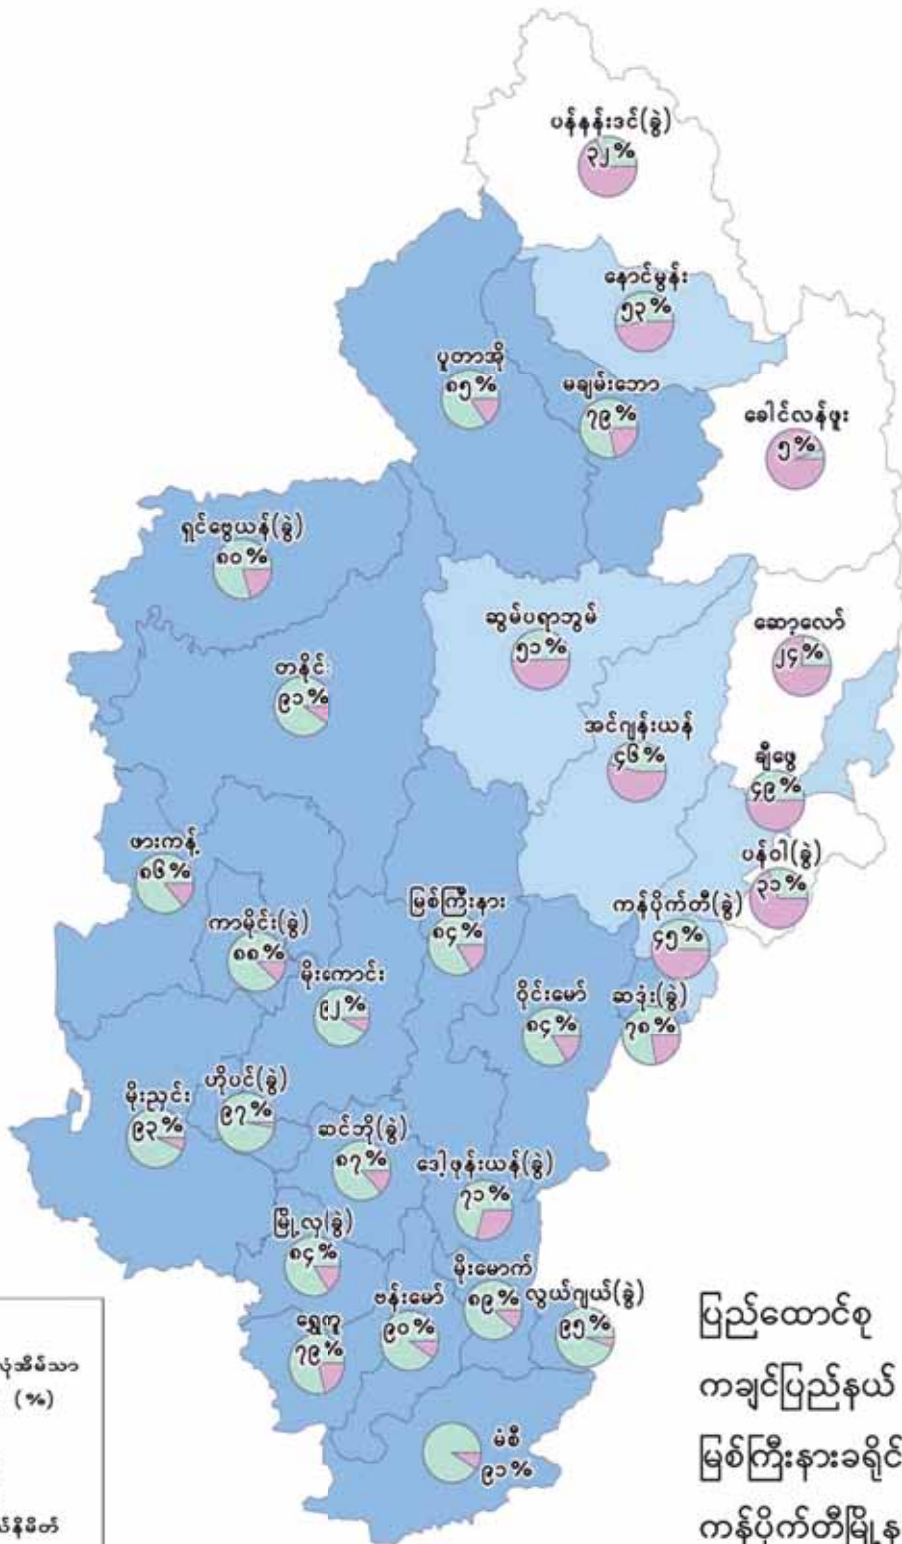 ပန်နန်းဒင်(ခွဲ)
၃၂%
နောင်မွန်း
၅၃%
ပူတာအို
၈၅%
မချမ်းဘော
၇၉%
ခေါင်လန်ဖူး
၅%
ရှင်ဗွေယန်(ခွဲ)
၈၀%
ဆွမ်ပရာဘွမ်
၅၁%
ဆော့လော်
၂၄%
တနိုင်း
၉၁%
အင်ဂျန်းယန်
၄၆%
ချီဖွေ
၄၉%
ဖားကန့်
၈၆%
ပန်ဝါ(ခွဲ)
၃၁%
ကာမိုင်း(ခွဲ)
၈၈%
မြစ်ကြီးနား
၈၄%
ကန်ပိုက်တီ(ခွဲ)
၄၅%
မိုးကောင်း
၉၂%
ဝိုင်းမော်
၈၄%
ဆဒုံး(ခွဲ)
၇၈%
မိုးညှင်း
၉၃%
ဟိုပင်(ခွဲ)
၉၇%
ဆင်ဘို(ခွဲ)
၈၇%
ဒေါ့ဖုန်းယန်(ခွဲ)
၇၁%
မြို့လှ(ခွဲ)
၈၄%
ရွှေကူ
၇၉%
ဗန်းမော်
၉၀%
မိုးမောက်
၈၉%
လွယ်ဂျယ်(ခွဲ)
၉၅%
မံစီ
၉၁%
လုံအိမ်သာ
(%)
ပြည်ထောင်စု
ကချင်ပြည်နယ်
မြစ်ကြီးနားခရိုင်
ကန်ပိုက်တီမြို့န